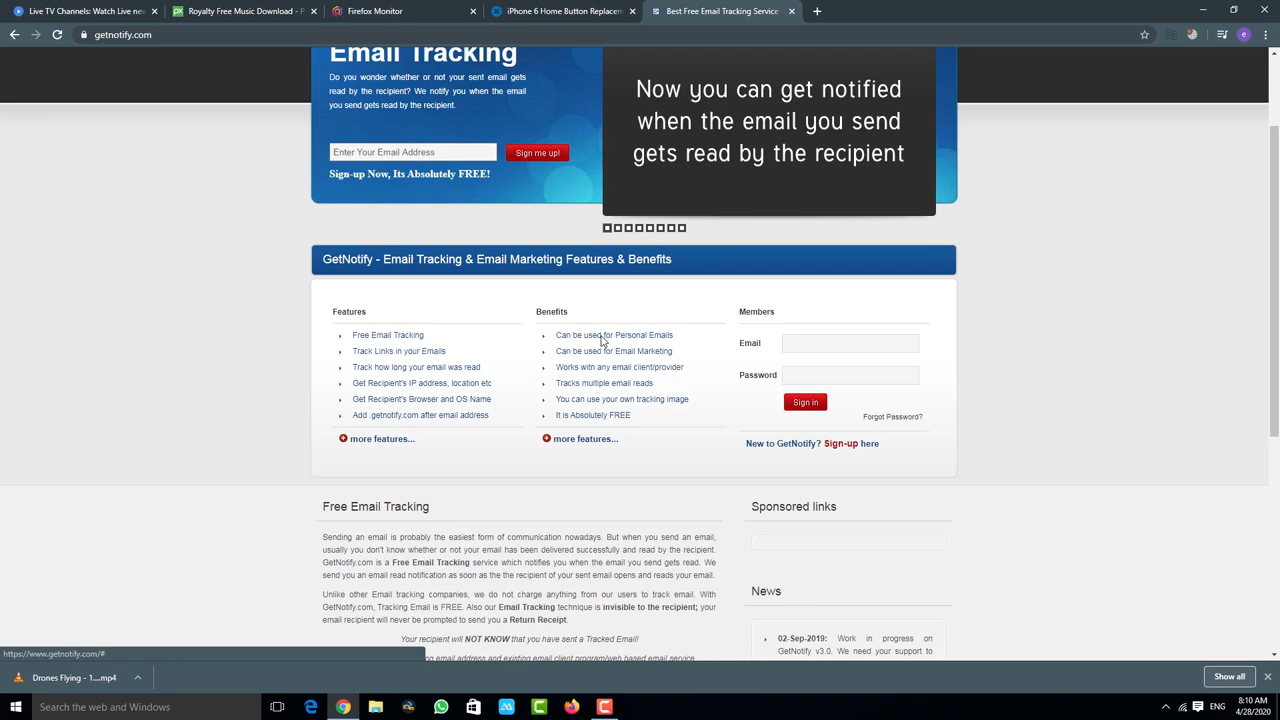 Live TV Channels: Watch Live new
Royalty Free Music Download - R
Firefox Monitor
iPhone 6 Home Button Replacem
Best Free Email Tracking Service
getnotify.com
Email Tracking
Do you wonder whether or not your sent email gets
read by the recipient? We notify you when the email
you send gets read by the recipient.
Enter Your Email Address
Sign me up!
Sign-up Now, Its Absolutely FREE!
Now you can get notified
when the email you send
gets read by the recipient
GetNotify - Email Tracking & Email Marketing Features & Benefits
Features
Free Email Tracking
Track Links in your Emails
Track how long your email was read
Get Recipient's IP address, location etc
Get Recipient's Browser and OS Name
Add .getnotify.com after email address
more features...
Benefits
Can be used for Personal Emails
Can be used for Email Marketing
Works witn any email client/provider
Tracks multiple email reads
You can use your own tracking image
It is Absolutely FREE
more features...
Members
Email
Password
Sign in
Forgot Password?
New to GetNotify? Sign-up here
Free Email Tracking
Sending an email is probably the easiest form of communication nowadays. But when you send an email,
usually you don't know whether or not your email has been delivered successfully and read by the recipient.
GetNotify.com is a Free Email Tracking service which notifies you when the email you send gets read. We
send you an email read notification as soon as the the recipient of your sent email opens and reads your email.
Unlike other Email tracking companies, we do not charge anything from our users to track email. With
GetNotify.com, Tracking Email is FREE. Also our Email Tracking technique is invisible to the recipient; your
email recipient will never be prompted to send you a Return Receipt.
Your recipient will NOT KNOW that you have sent a Tracked Email!
ng email address and existing email client program/web based email service
Sponsored links
News
02-Sep-2019: Work in progress on
GetNotify v3.0. We need your support to
https://www.getnotify.com/#
Drones Flying - 1....mp4
Show all
Search the web and Windows
ENG
8:10 AM
4/28/2020